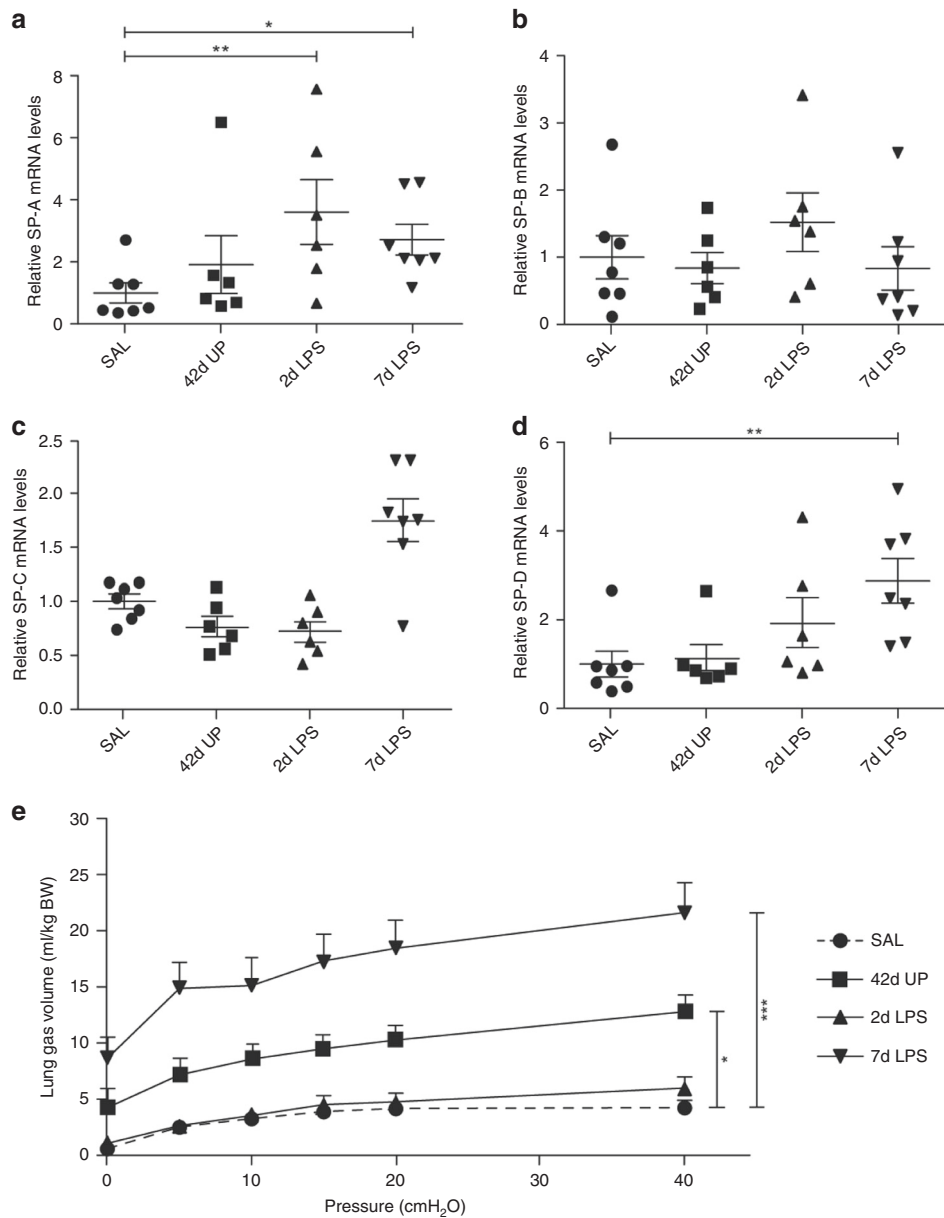 a
*
**
Relative SP-A mRNA levels
8
6
4
2
0
SAL
42d UP
2d LPS
7d LPS
b
Relative SP-B mRNA levels
4
3
2
1
0
SAL
42d UP
2d LPS
7d LPS
c
Relative SP-C mRNA levels
2.5
2.0
1.5
1.0
0.5
0.0
SAL
42d UP
2d LPS
7d LPS
d
**
Relative SP-D mRNA levels
6
4
2
0
SAL
42d UP
2d LPS
7d LPS
e
Lung gas volume (ml/kg BW)
30
25
20
15
10
5
0
0
10
20
30
40
Pressure (cmH₂O)
*
***
SAL
42d UP
2d LPS
7d LPS